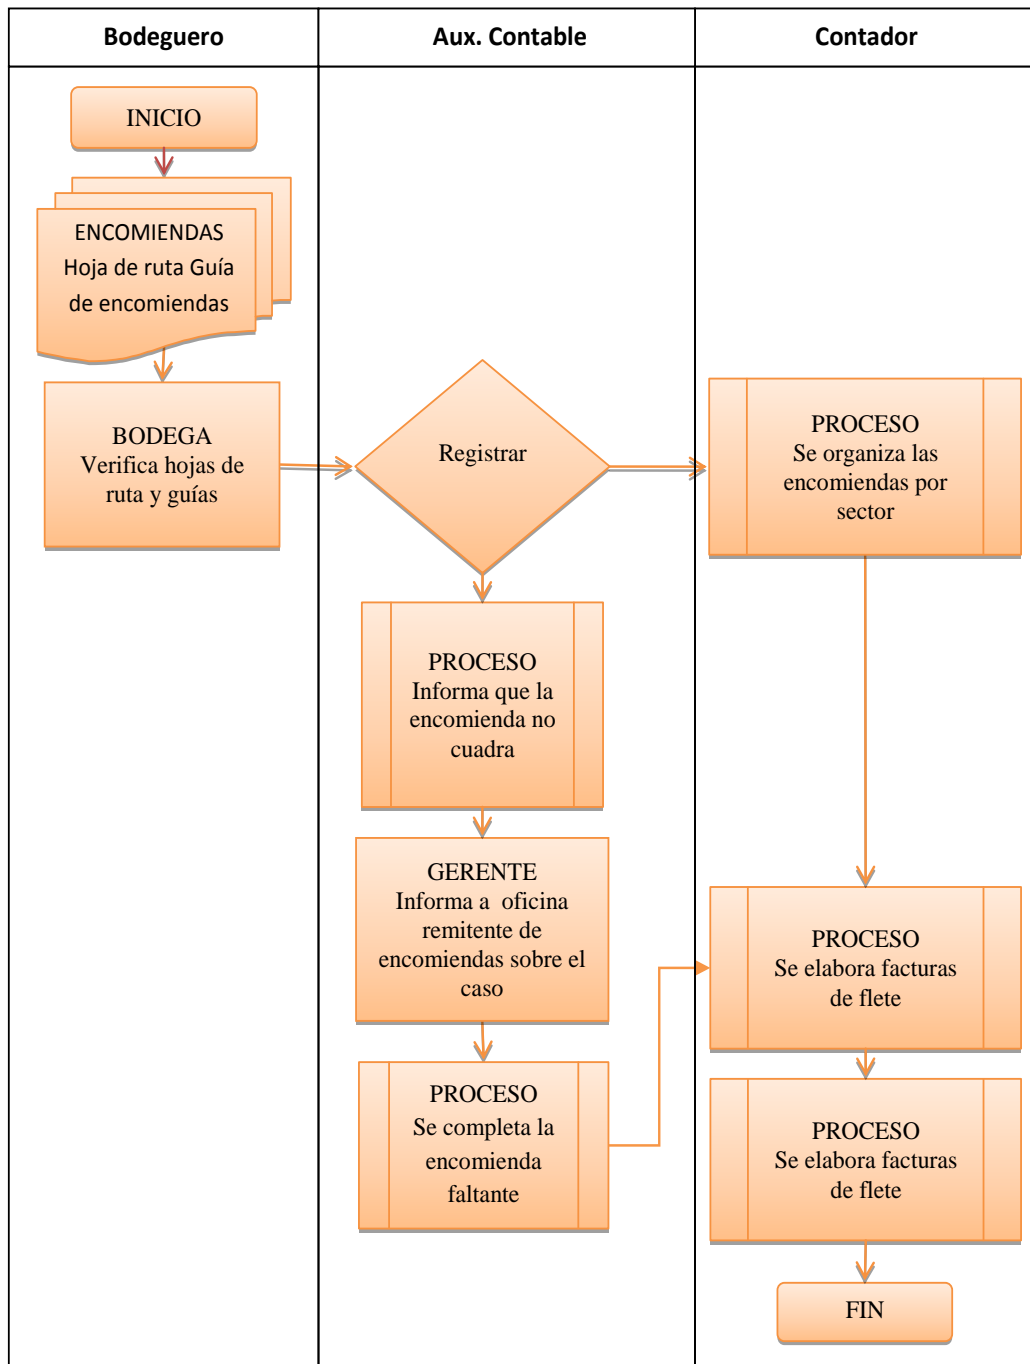 Bodeguero
Aux. Contable
Contador
INICIO
ENCOMIENDAS
Hoja de ruta Guía
de encomiendas
BODEGA
Verifica hojas de
ruta y guías
Registrar
PROCESO
Se organiza las
encomiendas por
sector
PROCESO
Informa que la
encomienda no
cuadra
GERENTE
Informa a oficina
remitente de
encomiendas sobre el
caso
PROCESO
Se completa la
encomienda
faltante
PROCESO
Se elabora facturas
de flete
PROCESO
Se elabora facturas
de flete
FIN